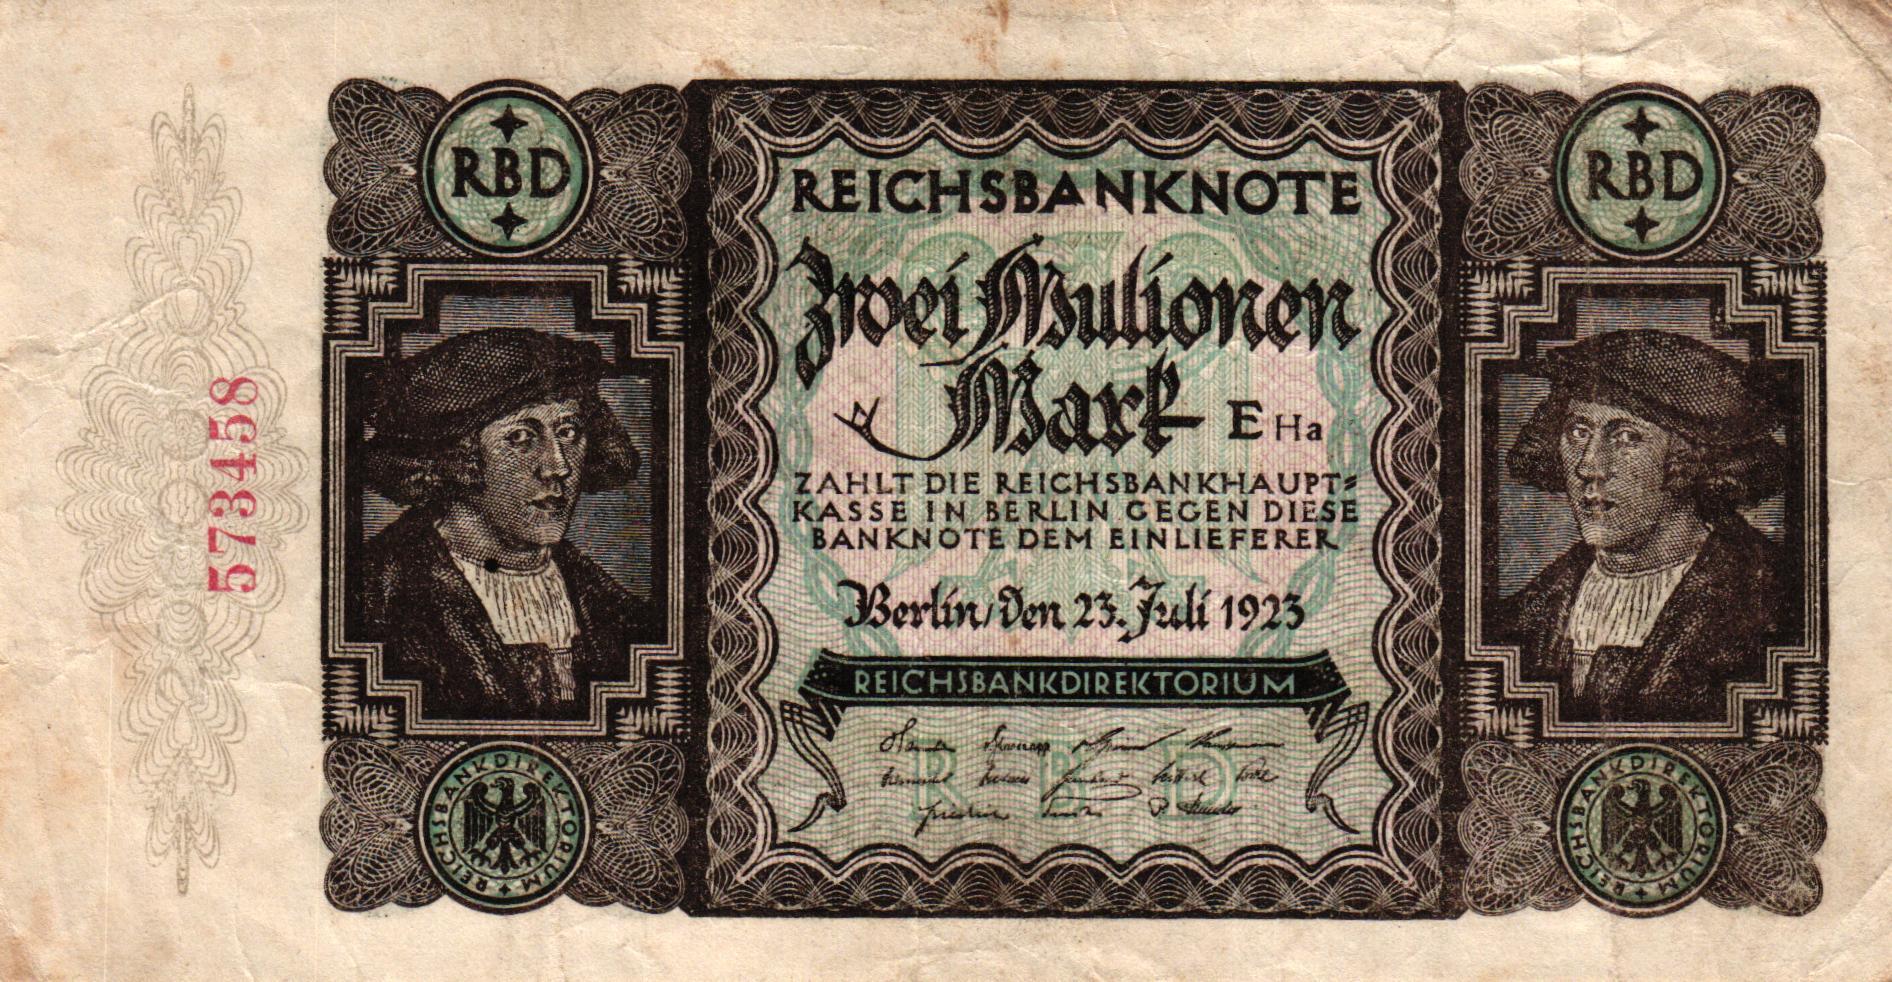 RBD
RBD
REICHSBANKNOTE
Zwei Millionen
Mark
E Ha
ZAHLT DIE REICHSBANKHAUPT=
KASSE IN BERLIN GEGEN DIESE
BANKNOTE DEM EINLIEFERER
Berlin, den 23. Juli 1923
REICHSBANKDIREKTORIUM
RBD
573458
REICHSBANKDIREKTORIUM
REICHSBANKDIREKTORIUM